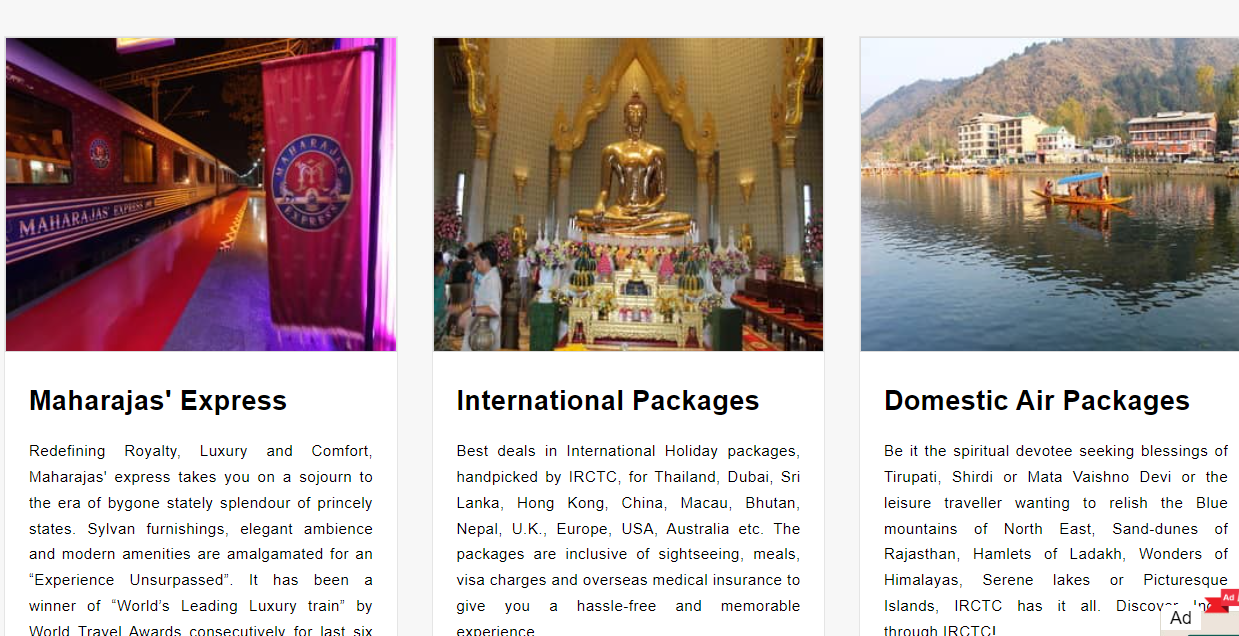 MAHARAJAS' EXPRESS
MAHARAJAS'
EXPRESS
Maharajas' Express
Redefining Royalty, Luxury and Comfort,
Maharajas' express takes you on a sojourn to
the era of bygone stately splendour of princely
states. Sylvan furnishings, elegant ambience
and modern amenities are amalgamated for an
“Experience Unsurpassed”. It has been a
winner of “World’s Leading Luxury train” by
World Travel Awards consecutively for last six
International Packages
Best deals in International Holiday packages,
handpicked by IRCTC, for Thailand, Dubai, Sri
Lanka, Hong Kong, China, Macau, Bhutan,
Nepal, U.K., Europe, USA, Australia etc. The
packages are inclusive of sightseeing, meals,
visa charges and overseas medical insurance to
give you a hassle-free and memorable
experience
Domestic Air Packages
Be it the spiritual devotee seeking blessings of
Tirupati, Shirdi or Mata Vaishno Devi or the
leisure traveller wanting to relish the Blue
mountains of North East, Sand-dunes of
Rajasthan, Hamlets of Ladakh, Wonders of
Himalayas, Serene lakes or Picturesque
Islands, IRCTC has it all. Discover
through IRCTC!
Ad
Ad